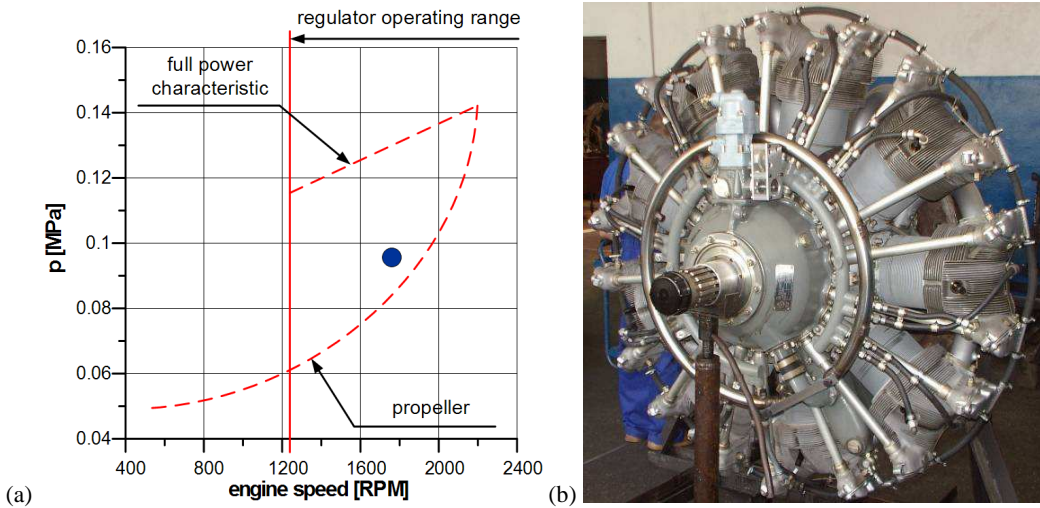 regulator operating range
0.16
full power
characteristic
0.14
0.12
0.1
p [MPa]
0.08
0.06
propeller
0.04
400 800 1200 1600 2000 2400
(a) engine speed [RPM] (b)